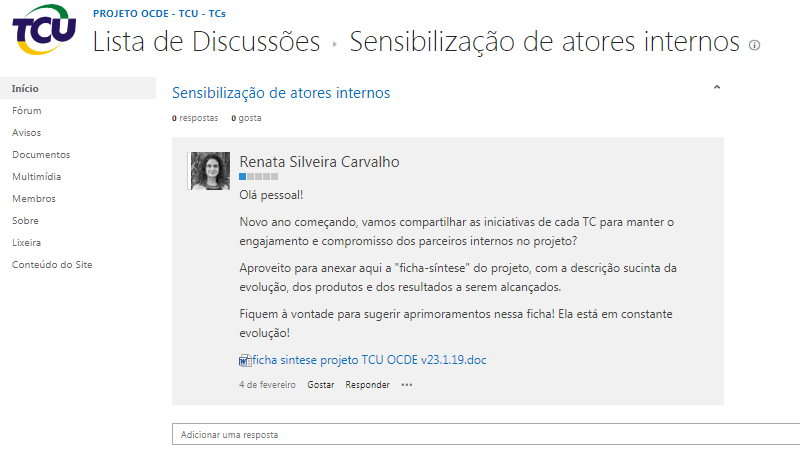 TCU
PROJETO OCDE - TCU - TCs
Lista de Discussões ▸ Sensibilização de atores internos
Início
Fórum
Avisos
Documentos
Multimídia
Membros
Sobre
Lixeira
Conteúdo do Site
Sensibilização de atores internos
0 respostas 0 gosta
Renata Silveira Carvalho
Olá pessoal!
Novo ano começando, vamos compartilhar as iniciativas de cada TC para manter o
engajamento e compromisso dos parceiros internos no projeto?
Aproveito para anexar aqui a "ficha-síntese" do projeto, com a descrição sucinta da
evolução, dos produtos e dos resultados a serem alcançados.
Fiquem à vontade para sugerir aprimoramentos nessa ficha! Ela está em constante
evolução!
ficha sintese projeto TCU OCDE v23.1.19.doc
4 de fevereiro Gostar Responder •••
Adicionar uma resposta